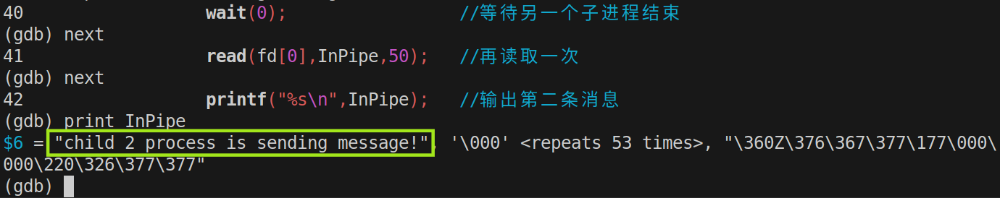 40                  wait(0);                 //等待另一个子进程结束
(gdb) next
41                  read(fd[0],InPipe,50);   //再读取一次
(gdb) next
42                  printf("%s\n",InPipe);   //输出第二条消息
(gdb) print InPipe
$6 = "child 2 process is sending message!", '\000' <repeats 53 times>, "\360Z\376\367\377\177\000\
000\220\326\377\377"
(gdb)